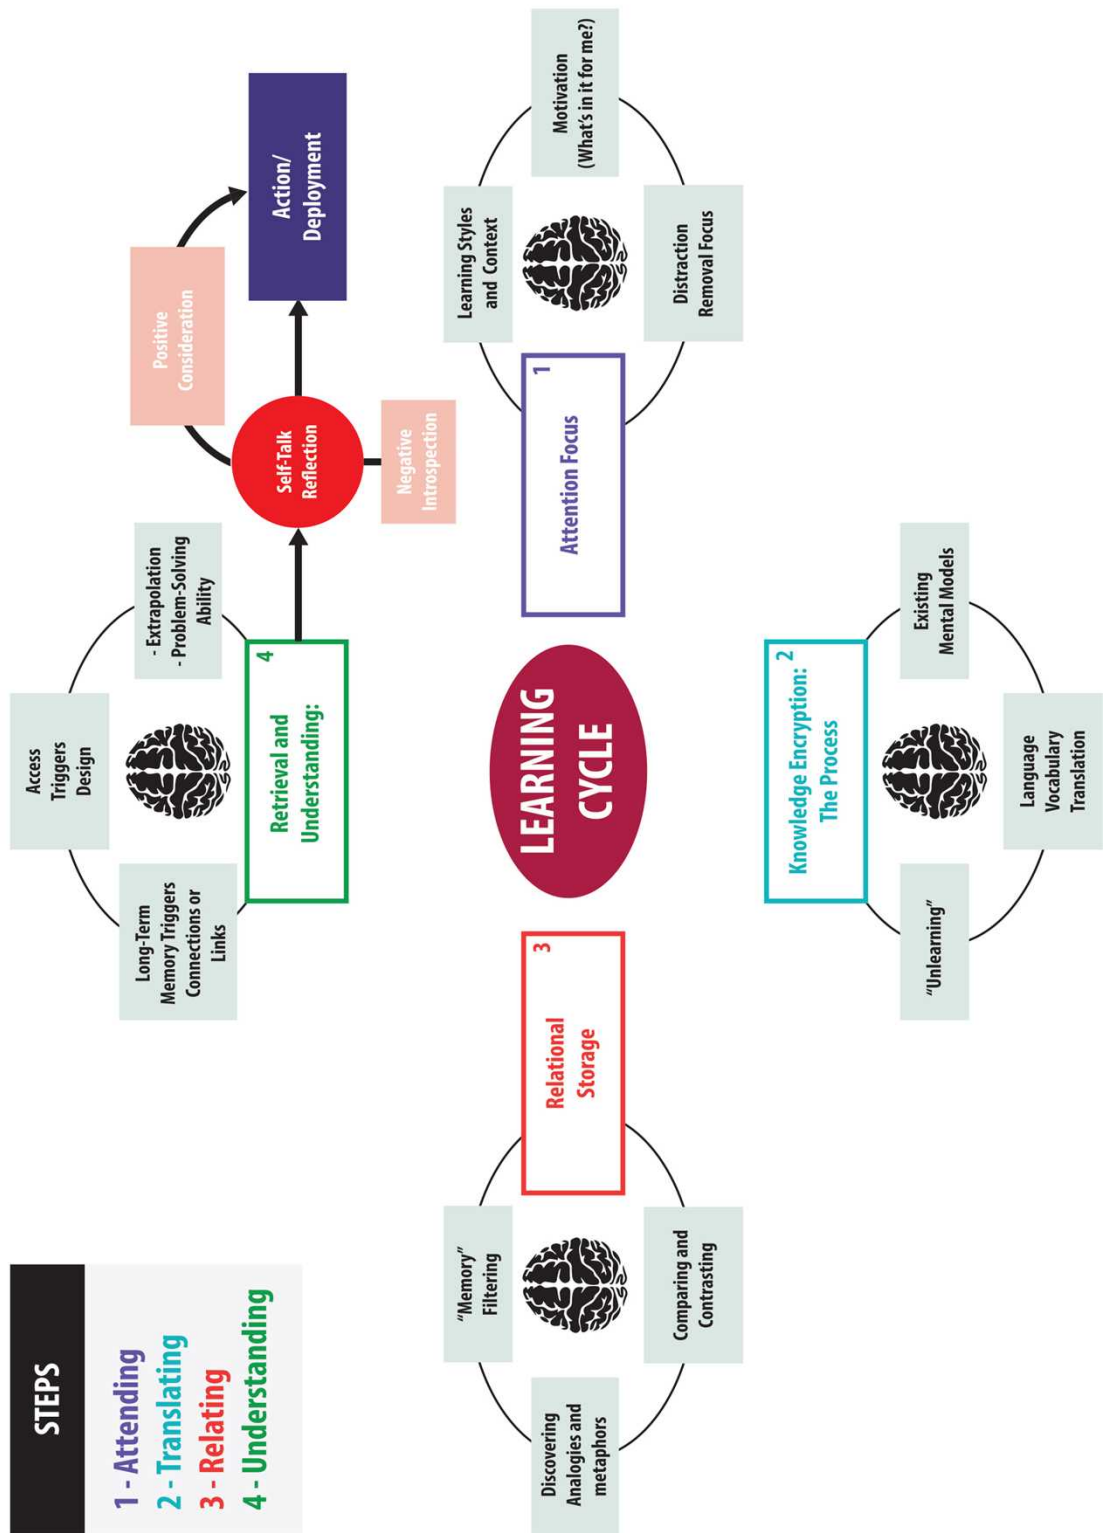 STEPS
1 - Attending
2 - Translating
3 - Relating
4 - Understanding
LEARNING
CYCLE
1
Attention Focus
Learning Styles
and Context
Motivation
(What's in it for me?)
Distraction
Removal Focus
2
Knowledge Encryption:
The Process
Existing
Mental Models
Language
Vocabulary
Translation
“Unlearning”
3
Relational
Storage
“Memory”
Filtering
Discovering
Analogies and
metaphors
Comparing and
Contrasting
4
Retrieval and
Understanding:
Long-Term
Memory Triggers
Connections or
Links
Access
Triggers
Design
- Extrapolation
- Problem-Solving
Ability
Self-Talk
Reflection
Positive
Consideration
Negative
Introspection
Action/
Deployment